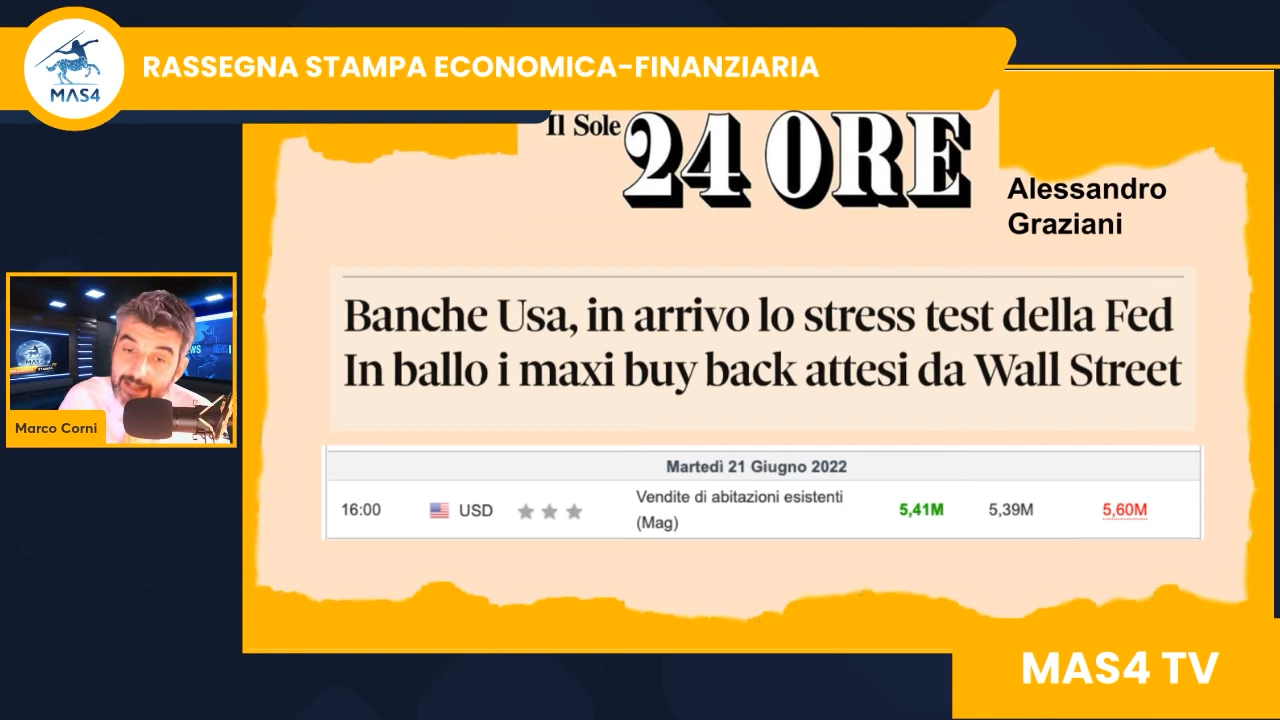 RASSEGNA STAMPA ECONOMICA-FINANZIARIA
MAS4
Il Sole
24 ORE
Alessandro
Graziani
Banche Usa, in arrivo lo stress test della Fed
In ballo i maxi buy back attesi da Wall Street
Martedì 21 Giugno 2022
16:00 USD Vendite di abitazioni esistenti (Mag) 5,41M 5,39M 5,60M
Marco Corni
MAS4 TV